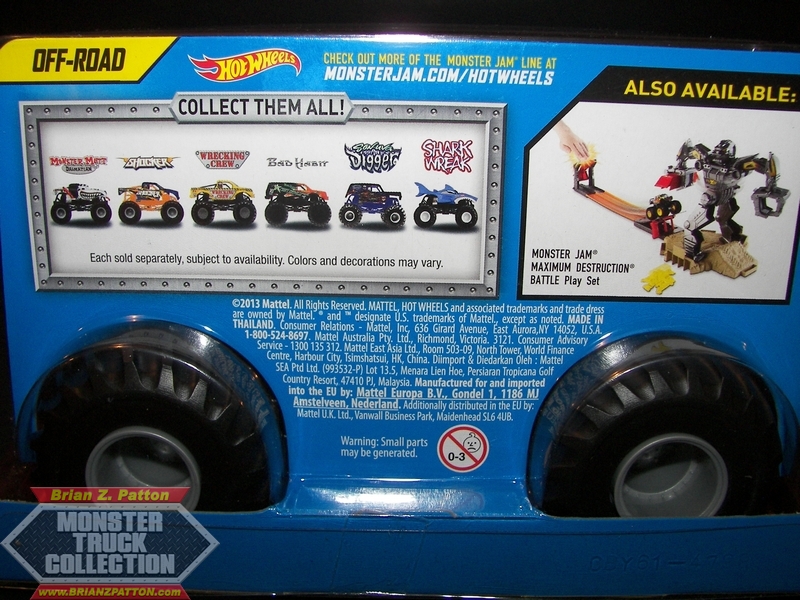 OFF-ROAD
HOT WHEELS
CHECK OUT MORE OF THE MONSTER JAM® LINE AT
MONSTERJAM.COM/HOTWHEELS
COLLECT THEM ALL!
MONSTER MUTT
DALMATIAN
SHOCKER
WRECKING
CREW
BAD HABIT
SON UVA
DIGGER
SHARK
WREAK
Each sold separately, subject to availability. Colors and decorations may vary.
ALSO AVAILABLE:
MONSTER JAM®
MAXIMUM DESTRUCTION®
BATTLE Play Set
©2013 Mattel. All Rights Reserved. MATTEL, HOT WHEELS and associated trademarks and trade dress
are owned by Mattel. ® and ™ designate U.S. trademarks of Mattel, except as noted. MADE IN
THAILAND. Consumer Relations - Mattel, Inc, 636 Girard Avenue, East Aurora,NY 14052, U.S.A.
1-800-524-8697. Mattel Australia Pty. Ltd., Richmond, Victoria. 3121. Consumer Advisory
Service - 1300 135 312. Mattel East Asia Ltd., Room 503-09, North Tower, World Finance
Centre, Harbour City, Tsimshatsui, HK, China. Diimport & Diedarkan Oleh : Mattel
SEA Ptd Ltd. (993532-P) Lot 13.5, Menara Lien Hoe, Persiaran Tropicana Golf
Country Resort, 47410 PJ, Malaysia. Manufactured for and imported
into the EU by: Mattel Europa B.V., Gondel 1, 1186 MJ
Amstelveen, Nederland. Additionally distributed in the EU by:
Mattel U.K. Ltd., Vanwall Business Park, Maidenhead SL6 4UB.
Warning: Small parts
may be generated.
0-3
Brian Z. Patton
MONSTER
TRUCK
COLLECTION
www.BRIANZPATTON.com